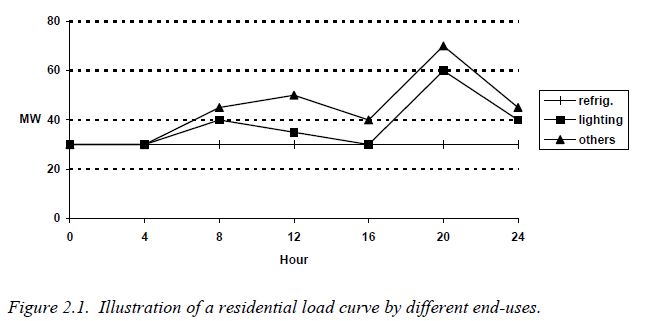 80
60
MW 40
20
0
0 4 8 12 16 20 24
Hour
refrig.
lighting
others
Figure 2.1. Illustration of a residential load curve by different end-uses.